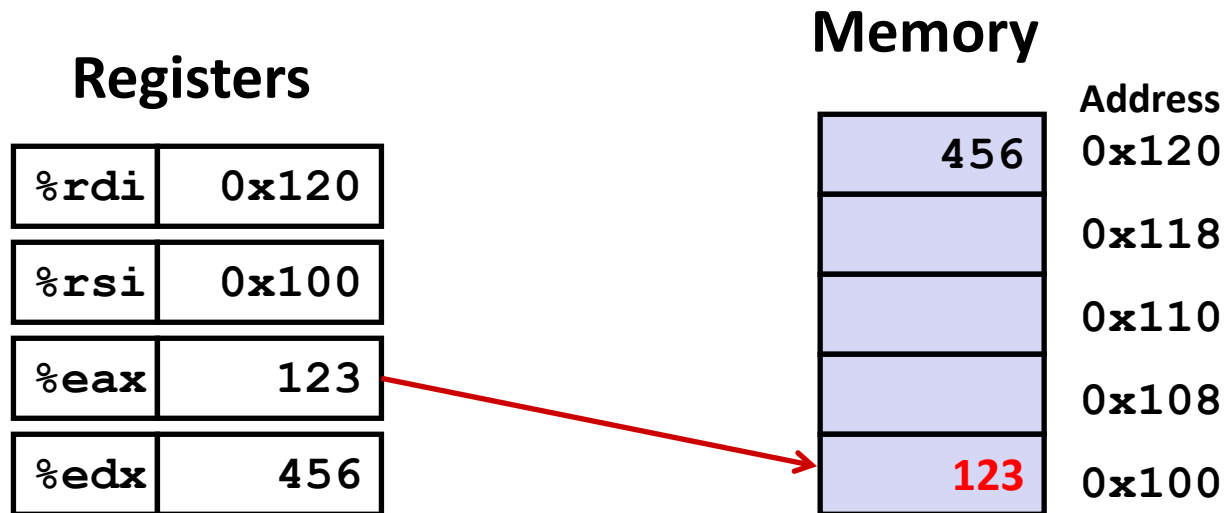 Registers
%rdi 0x120
%rsi 0x100
%eax 123
%edx 456
Memory
Address
456 0x120
0x118
0x110
0x108
123 0x100